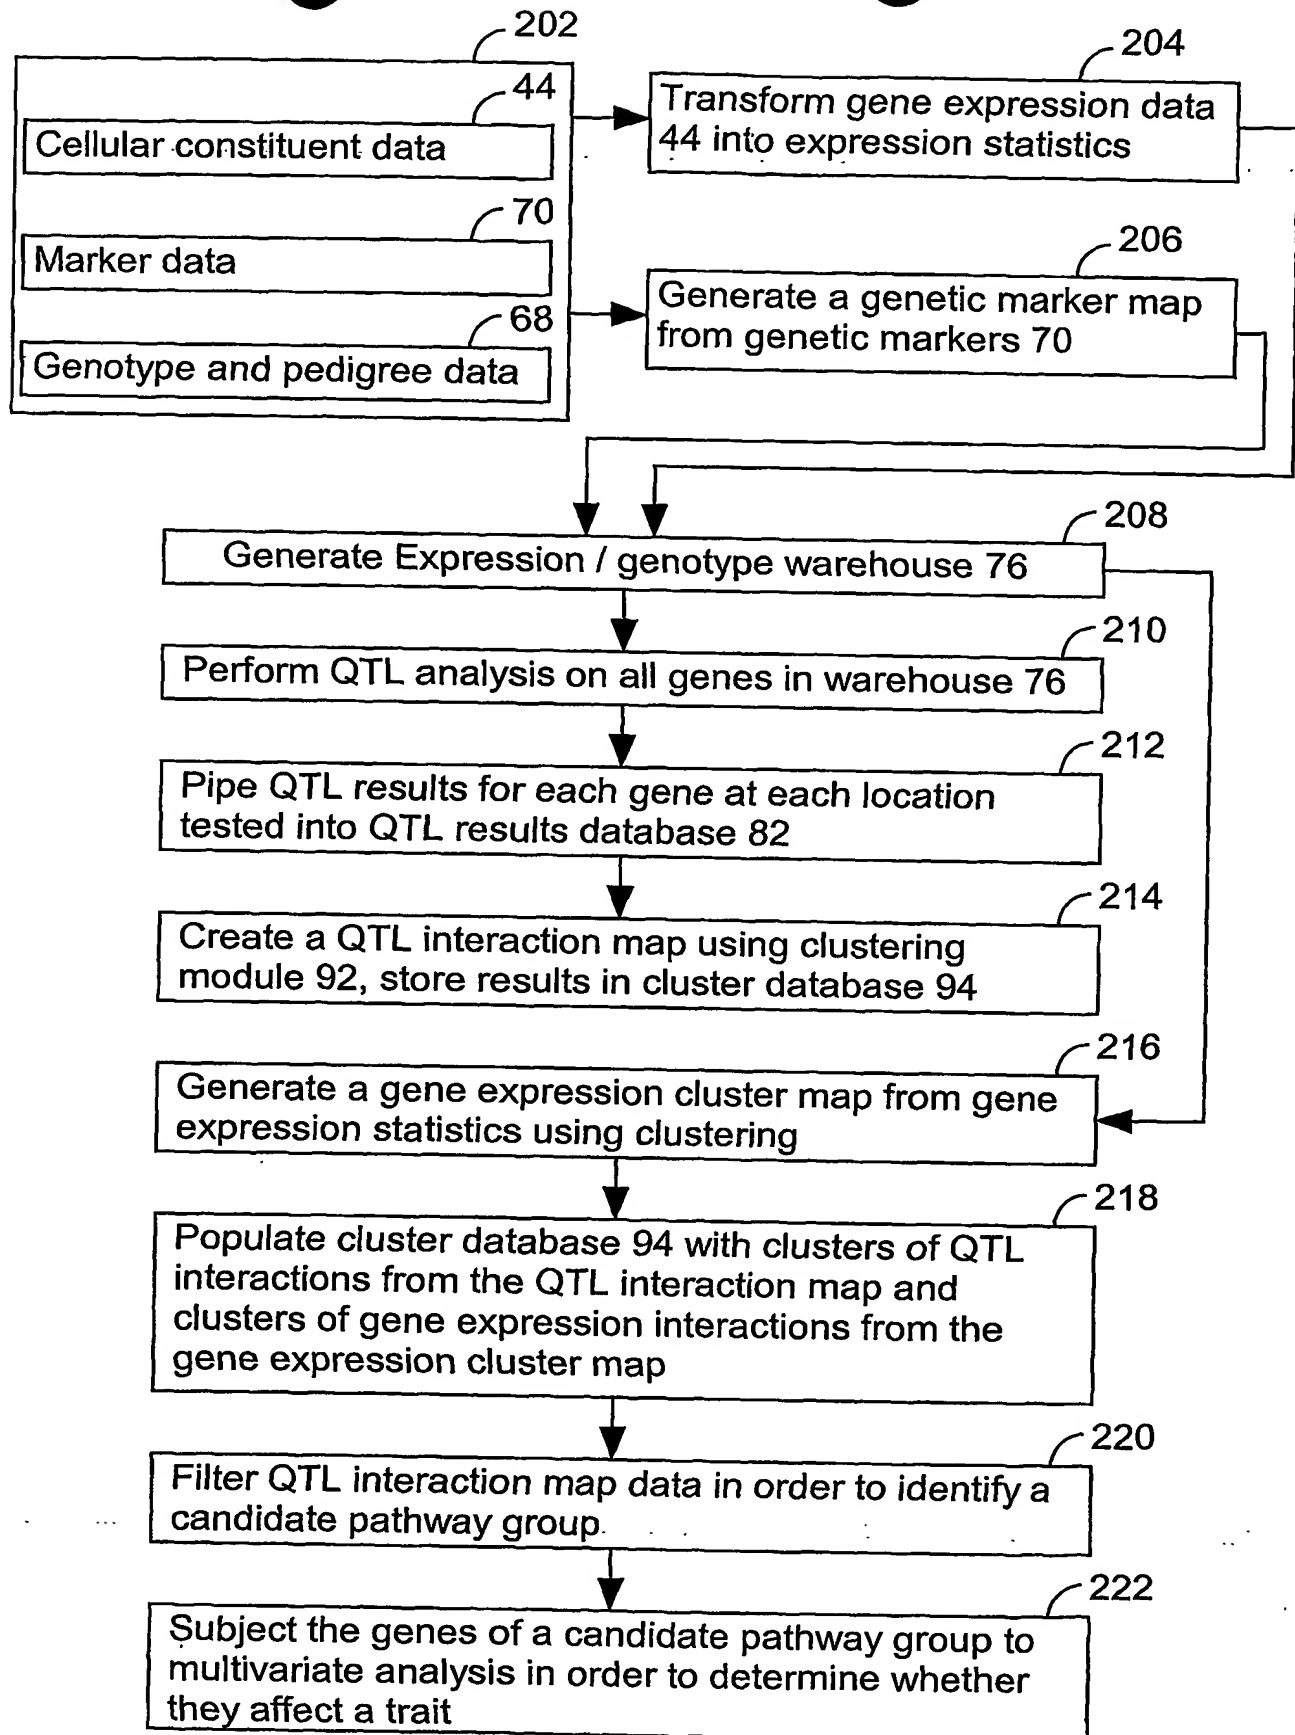 202
44
Cellular constituent data
70
Marker data
68
Genotype and pedigree data
204
Transform gene expression data
44 into expression statistics
206
Generate a genetic marker map
from genetic markers 70
208
Generate Expression / genotype warehouse 76
210
Perform QTL analysis on all genes in warehouse 76
212
Pipe QTL results for each gene at each location
tested into QTL results database 82
214
Create a QTL interaction map using clustering
module 92, store results in cluster database 94
216
Generate a gene expression cluster map from gene
expression statistics using clustering
218
Populate cluster database 94 with clusters of QTL
interactions from the QTL interaction map and
clusters of gene expression interactions from the
gene expression cluster map
220
Filter QTL interaction map data in order to identify a
candidate pathway group
222
Subject the genes of a candidate pathway group to
multivariate analysis in order to determine whether
they affect a trait